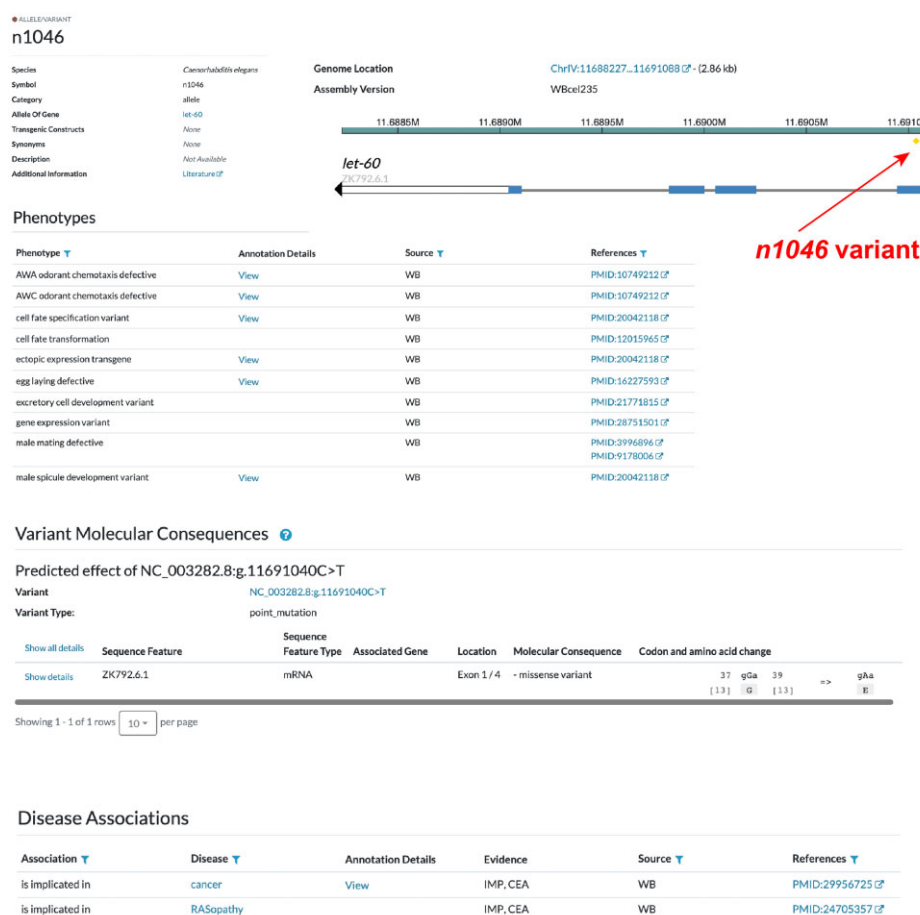 ALLELE/VARIANT
n1046
Species Caenorhabditis elegans
Symbol n1046
Category allele
Allele Of Gene let-60
Transgenic Constructs None
Synonyms None
Description Not Available
Additional Information Literature
Genome Location ChrIV:11688227...11691088 - (2.86 kb)
Assembly Version WBcel235
11.6885M 11.6890M 11.6895M 11.6900M 11.6905M 11.6910
let-60
ZK792.6.1
n1046 variant
Phenotypes
Phenotype Annotation Details Source References
AWA odorant chemotaxis defective View WB PMID:10749212
AWC odorant chemotaxis defective View WB PMID:10749212
cell fate specification variant View WB PMID:20042118
cell fate transformation WB PMID:12015965
ectopic expression transgene View WB PMID:20042118
egg laying defective View WB PMID:16227593
excretory cell development variant WB PMID:21771815
gene expression variant WB PMID:28751501
male mating defective WB PMID:3996896
PMID:9178006
male spicule development variant View WB PMID:20042118
Variant Molecular Consequences ?
Predicted effect of NC_003282.8:g.11691040C>T
Variant NC_003282.8:g.11691040C>T
Variant Type: point_mutation
Show all details Sequence Feature Sequence Feature Type Associated Gene Location Molecular Consequence Codon and amino acid change
Show details ZK792.6.1 mRNA Exon 1 / 4 - missense variant 37 gGa 39 => gAa
[13] G [13] E
Showing 1 - 1 of 1 rows 10 per page
Disease Associations
Association Disease Annotation Details Evidence Source References
is implicated in cancer View IMP, CEA WB PMID:29956725
is implicated in RASopathy IMP, CEA WB PMID:24705357